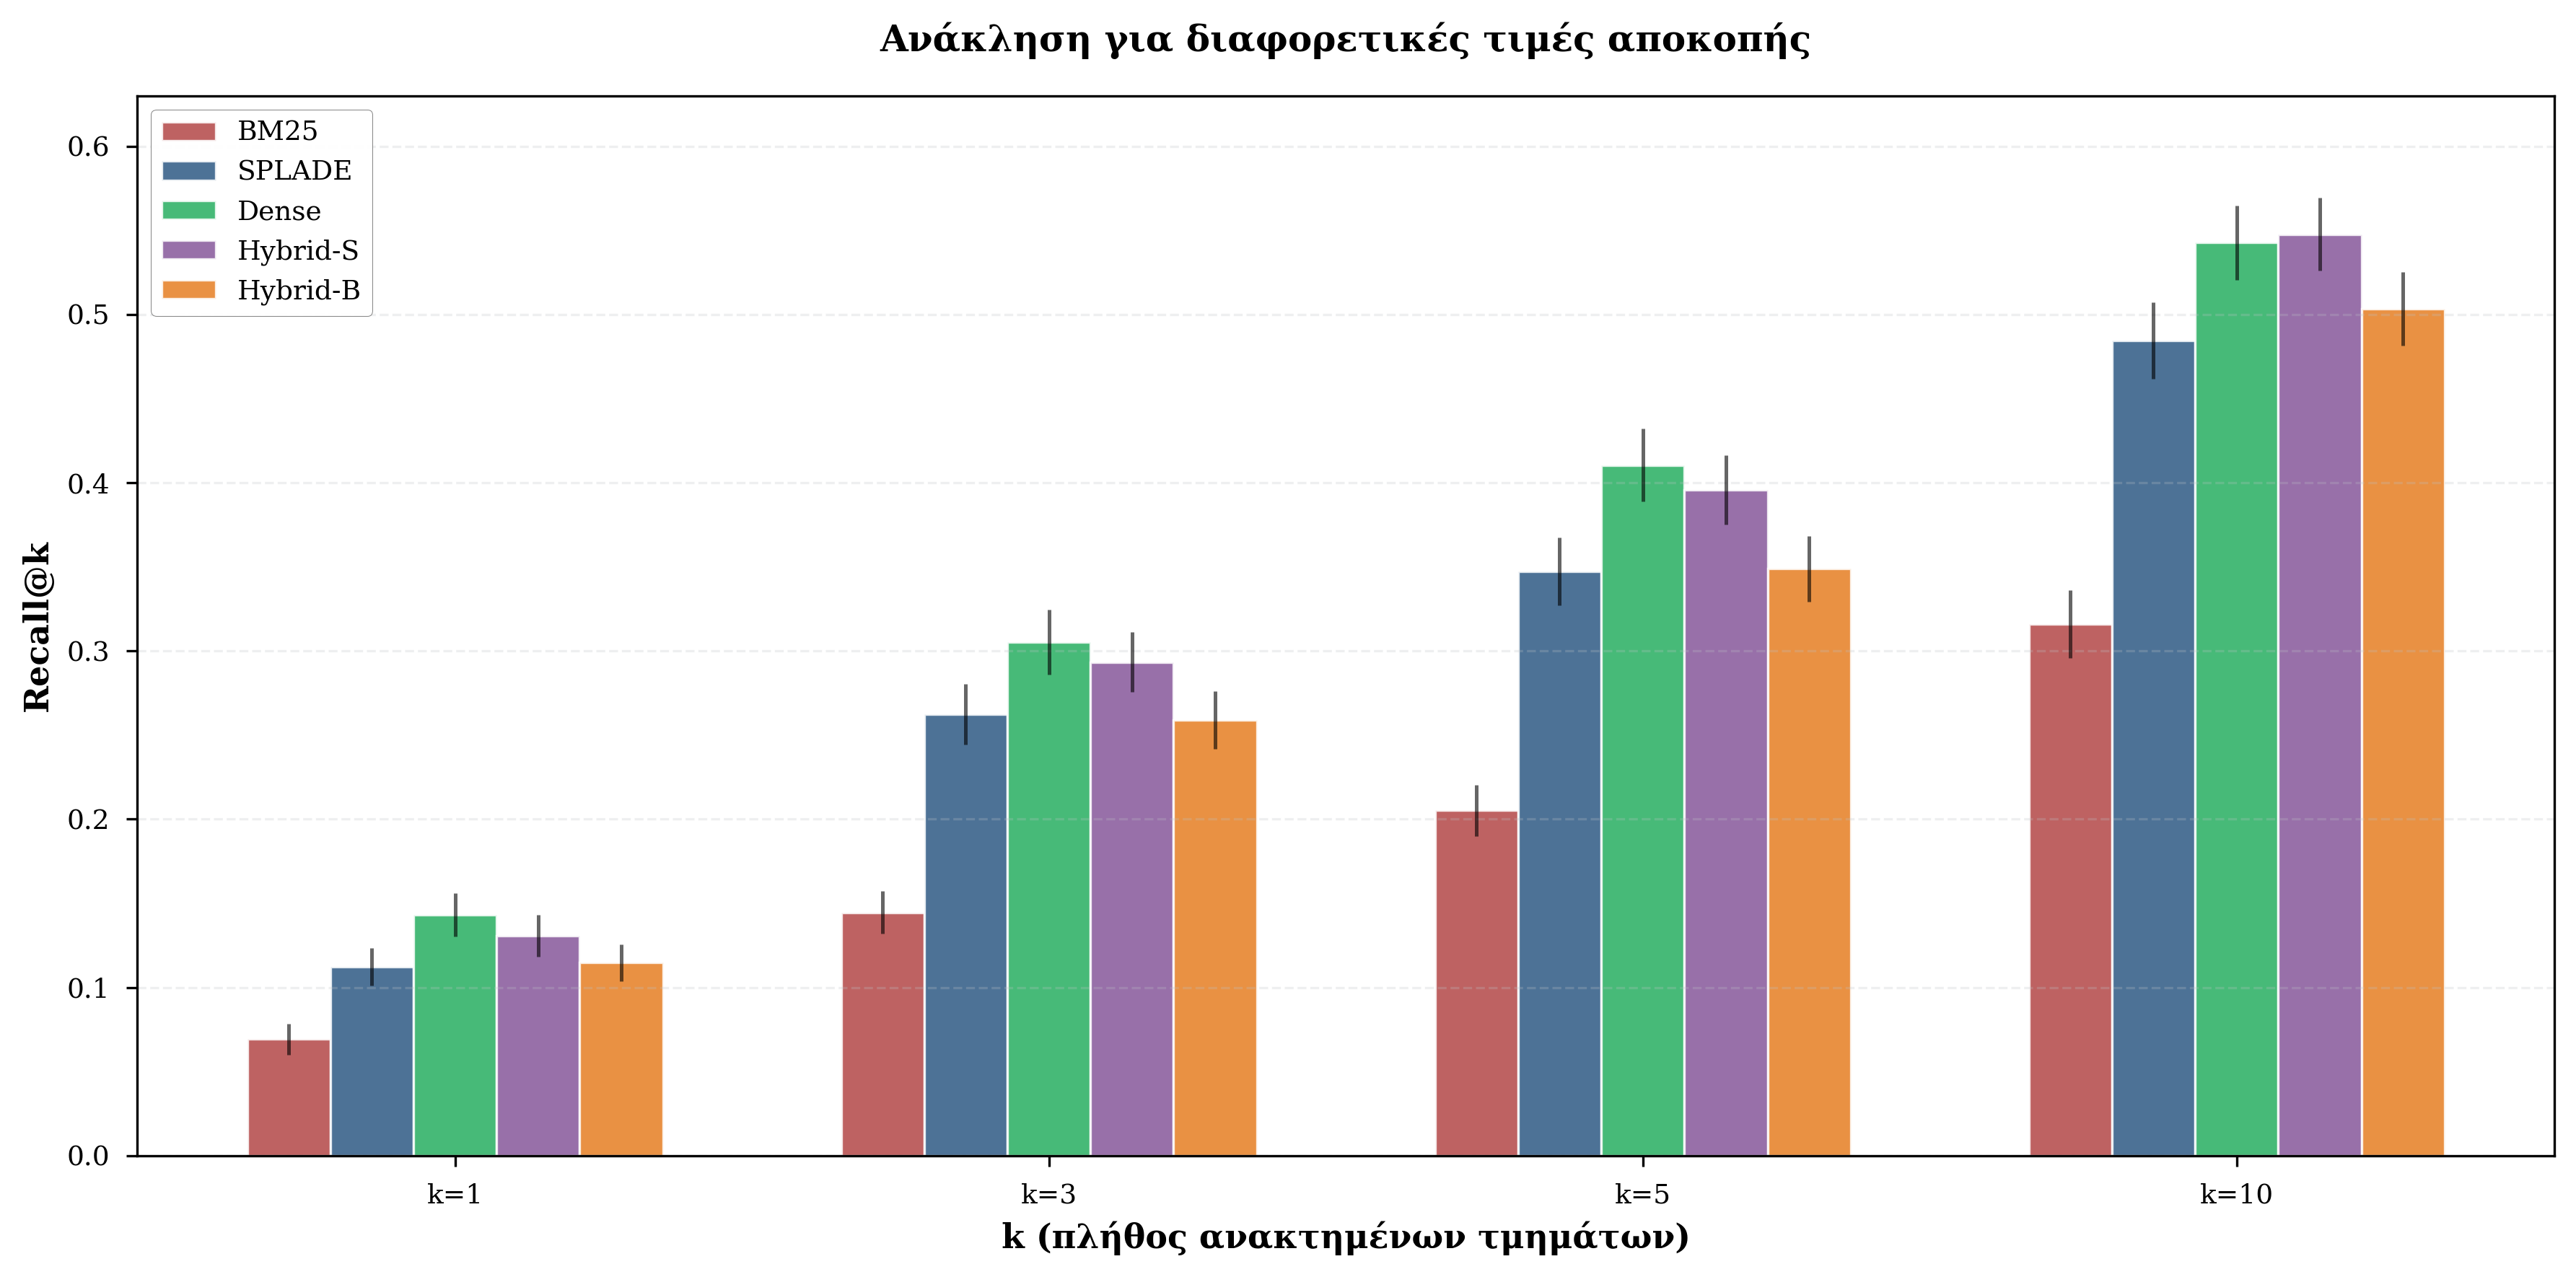 Ανάκληση για διαφορετικές τιμές αποκοπής
BM25
SPLADE
Dense
Hybrid-S
Hybrid-B
Recall@k
0.6
0.5
0.4
0.3
0.2
0.1
0.0
k=1
k=3
k=5
k=10
k (πλήθος ανακτημένων τμημάτων)